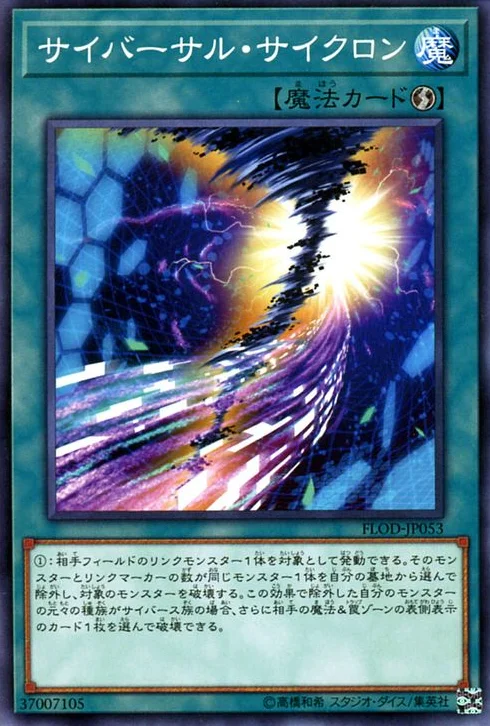 サイバーサル・サイクロン 魔
【魔法カード】
FLOD-JP053
①:相手フィールドのリンクモンスター1体を対象として発動できる。そのモン
スターとリンクマーカーの数が同じモンスター1体を自分の墓地から選んで
除外し、対象のモンスターを破壊する。この効果で除外した自分のモンスター
の元々の種族がサイバース族の場合、さらに相手の魔法&罠ゾーンの表側表示
のカード1枚を選んで破壊できる。
37007105 ©高橋和希 スタジオ・ダイス/集英社